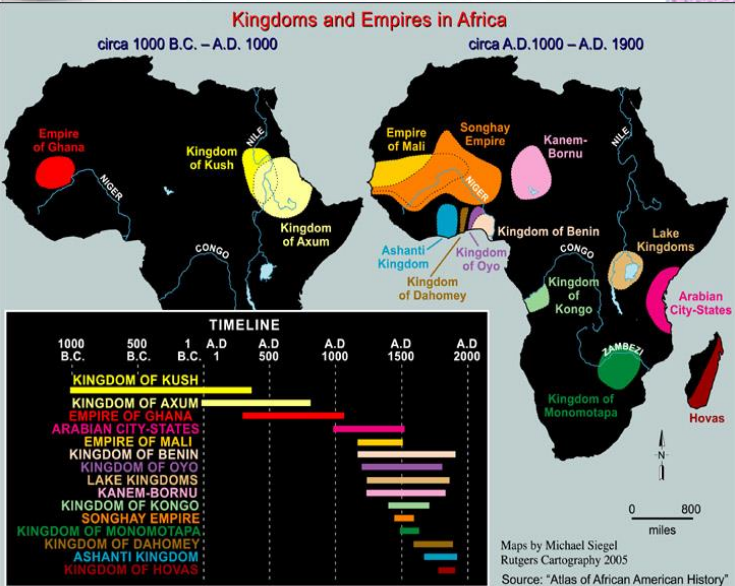 Kingdoms and Empires in Africa
circa 1000 B.C. – A.D. 1000
circa A.D.1000 – A.D. 1900
Empire
of Ghana
NIGER
Kingdom
of Kush
NILE
Kingdom
of Axum
CONGO
Empire
of Mali
Songhay
Empire
Kanem-
Bornu
NILE
NIGER
Ashanti
Kingdom
Kingdom
of Dahomey
Kingdom
of Oyo
Kingdom of Benin
CONGO
Lake
Kingdoms
Kingdom
of
Kongo
Arabian
City-States
ZAMBEZI
Kingdom of
Monomotapa
Hovas
N
0 800
miles
TIMELINE
1000 500 1 A.D A.D A.D A.D A.D
B.C. B.C. B.C. 1 500 1000 1500 2000
KINGDOM OF KUSH
KINGDOM OF AXUM
EMPIRE OF GHANA
ARABIAN CITY-STATES
EMPIRE OF MALI
KINGDOM OF BENIN
KINGDOM OF OYO
LAKE KINGDOMS
KANEM-BORNU
KINGDOM OF KONGO
SONGHAY EMPIRE
KINGDOM OF MONOMOTAPA
KINGDOM OF DAHOMEY
ASHANTI KINGDOM
KINGDOM OF HOVAS
Maps by Michael Siegel
Rutgers Cartography 2005
Source: "Atlas of African American History"